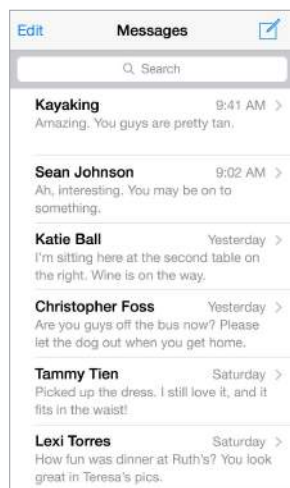 Edit Messages
Search
Kayaking 9:41 AM
Amazing. You guys are pretty tan.
Sean Johnson 9:02 AM
Ah, interesting. You may be on to
something.
Katie Ball Yesterday
I'm sitting here at the second table on
the right. Wine is on the way.
Christopher Foss Yesterday
Are you guys off the bus now? Please
let the dog out when you get home.
Tammy Tien Saturday
Picked up the dress. I still love it, and it
fits in the waist!
Lexi Torres Saturday
How fun was dinner at Ruth's? You look
great in Teresa's pics.